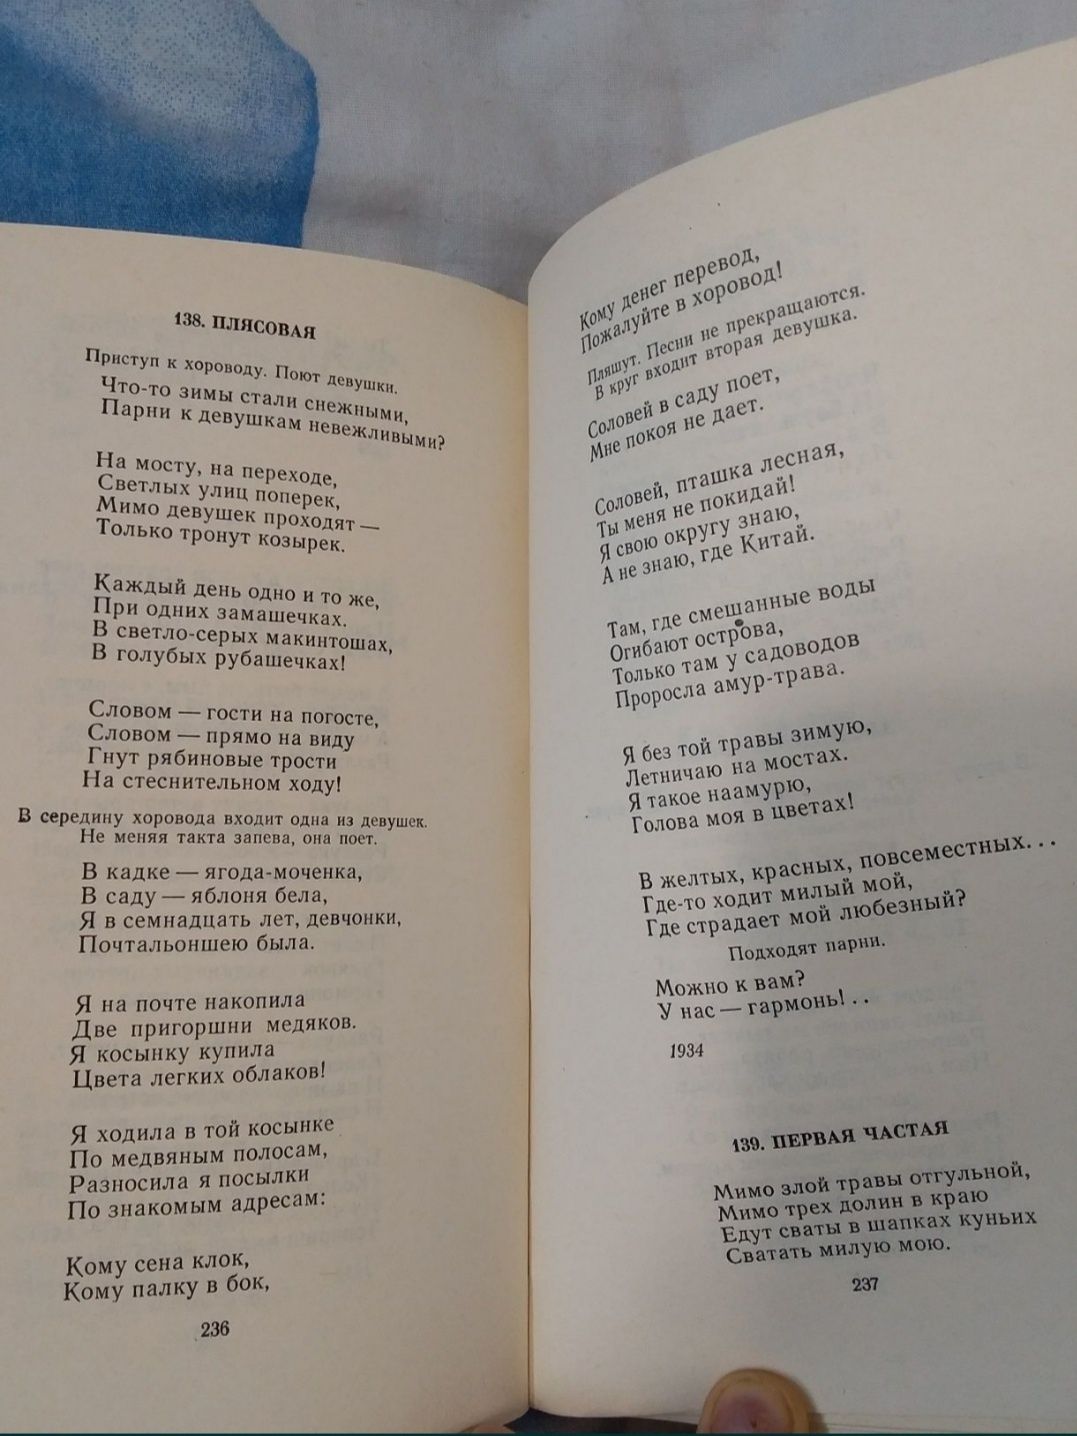 138. ПЛЯСОВАЯ
Приступ к хороводу. Поют девушки.
Что-то зимы стали снежными,
Парни к девушкам невежливыми?
На мосту, на переходе,
Светлых улиц поперек,
Мимо девушек проходят —
Только тронут козырек.
Каждый день одно и то же,
При одних замашечках.
В светло-серых макинтошах,
В голубых рубашечках!
Словом — гости на погосте,
Словом — прямо на виду
Гнут рябиновые трости
На стеснительном ходу!
В середину хоровода входит одна из девушек.
Не меняя такта запева, она поет.
В кадке — ягода-моченка,
В саду — яблоня бела,
Я в семнадцать лет, девчонки,
Почтальоншею была.
Я на почте накопила
Две пригоршни медяков.
Я косынку купила
Цвета легких облаков!
Я ходила в той косынке
По медвяным полосам,
Разносила я посылки
По знакомым адресам:
Кому сена клок,
Кому палку в бок,
236
Кому денег перевод,
Пожалуйте в хоровод!
Пляшут. Песни не прекращаются.
В круг входит вторая девушка.
Соловей в саду поет,
Мне покоя не дает.
Соловей, пташка лесная,
Ты меня не покидай!
Я свою округу знаю,
А не знаю, где Китай.
Там, где смешанные воды
Огибают острова,
Только там у садоводов
Проросла амур-трава.
Я без той травы зимую,
Летничаю на мостах.
Я такое наамурю,
Голова моя в цветах!
В желтых, красных, повсеместных...
Где-то ходит милый мой,
Где страдает мой любезный?
Подходят парни.
Можно к вам?
У нас — гармонь!..
1934
139. ПЕРВАЯ ЧАСТАЯ
Мимо злой травы отгульной,
Мимо трех долин в краю
Едут сваты в шапках куньих
Сватать милую мою.
237